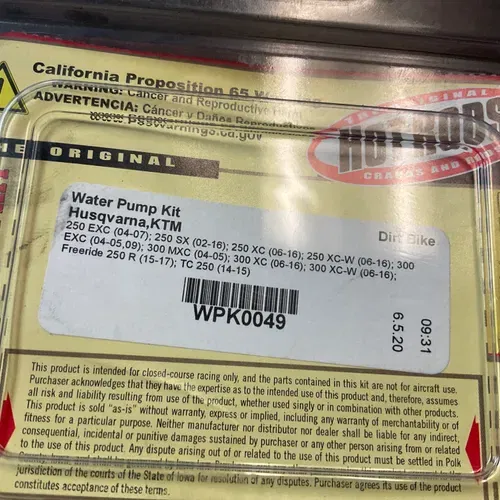 California Proposition 65
WARNING: Cancer and Reproductive
ADVERTENCIA: Cáncer y Daños Reproductivos
www.P65Warnings.ca.gov
THE ORIGINAL
HOTRODS
CRANKS AND
ORIGINAL
Water Pump Kit
Husqvarna,KTM
Dirt Bike
250 EXC (04-07); 250 SX (02-16); 250 XC (06-16); 250 XC-W (06-16); 300
EXC (04-05,09); 300 MXC (04-05); 300 XC (06-16); 300 XC-W (06-16);
Freeride 250 R (15-17); TC 250 (14-15)
WPK0049
09:31
6.5.20
This product is intended for closed-course racing only, and the parts contained in this kit are not for aircraft use.
Purchaser acknowledges that they have the expertise as to the intended use of this product and, therefore, assumes
all risk and liability resulting from use of the product, whether used singly or in combination with other products.
This product is sold "as-is" without warranty, express or implied, including any warranty of merchantability or of
fitness for a particular purpose. Neither manufacturer nor distributor nor dealer shall be liable for any indirect,
consequential, incidental or punitive damages sustained by purchaser or any other person arising from or related
to the use of this product. Any dispute arising out of or related to the use of this product must be settled in Polk
jurisdiction of the courts of the State of Iowa for resolution of any disputes. Purchaser agrees use of the product
constitutes acceptance of these terms.